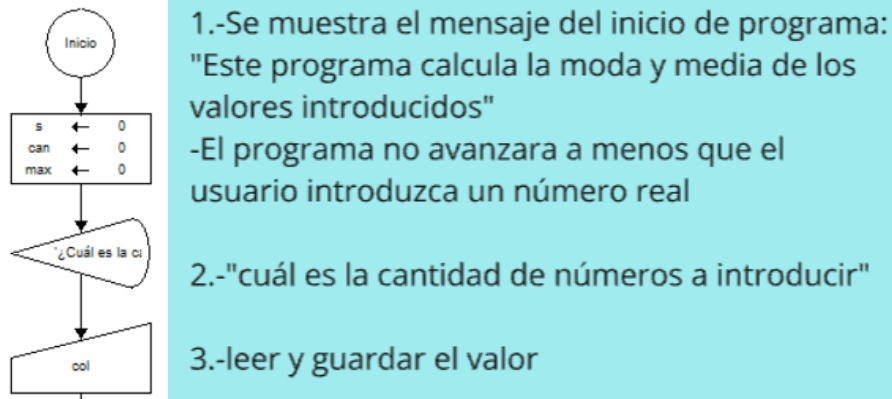 Inicio
s ← 0
can ← 0
max ← 0
'¿Cuál es la ca
col
1.-Se muestra el mensaje del inicio de programa:
"Este programa calcula la moda y media de los
valores introducidos"
-El programa no avanzara a menos que el
usuario introduzca un número real
2.-"cuál es la cantidad de números a introducir"
3.-leer y guardar el valor